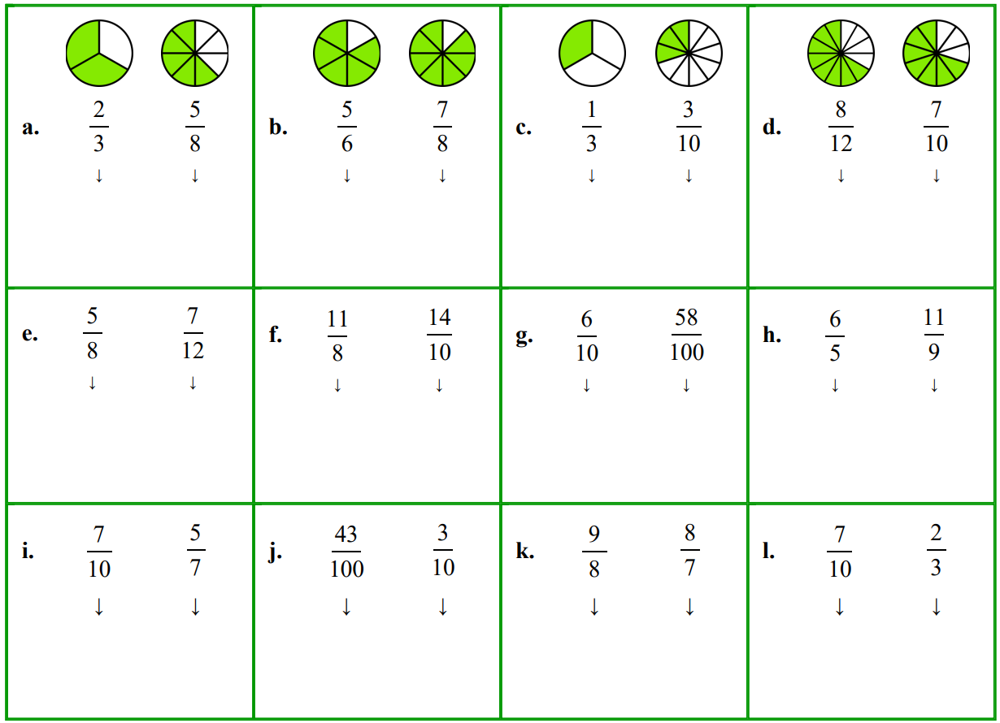 a. 2/3 5/8
↓ ↓
b. 5/6 7/8
↓ ↓
c. 1/3 3/10
↓ ↓
d. 8/12 7/10
↓ ↓
e. 5/8 7/12
↓ ↓
f. 11/8 14/10
↓ ↓
g. 6/10 58/100
↓ ↓
h. 6/5 11/9
↓ ↓
i. 7/10 5/7
↓ ↓
j. 43/100 3/10
↓ ↓
k. 9/8 8/7
↓ ↓
l. 7/10 2/3
↓ ↓